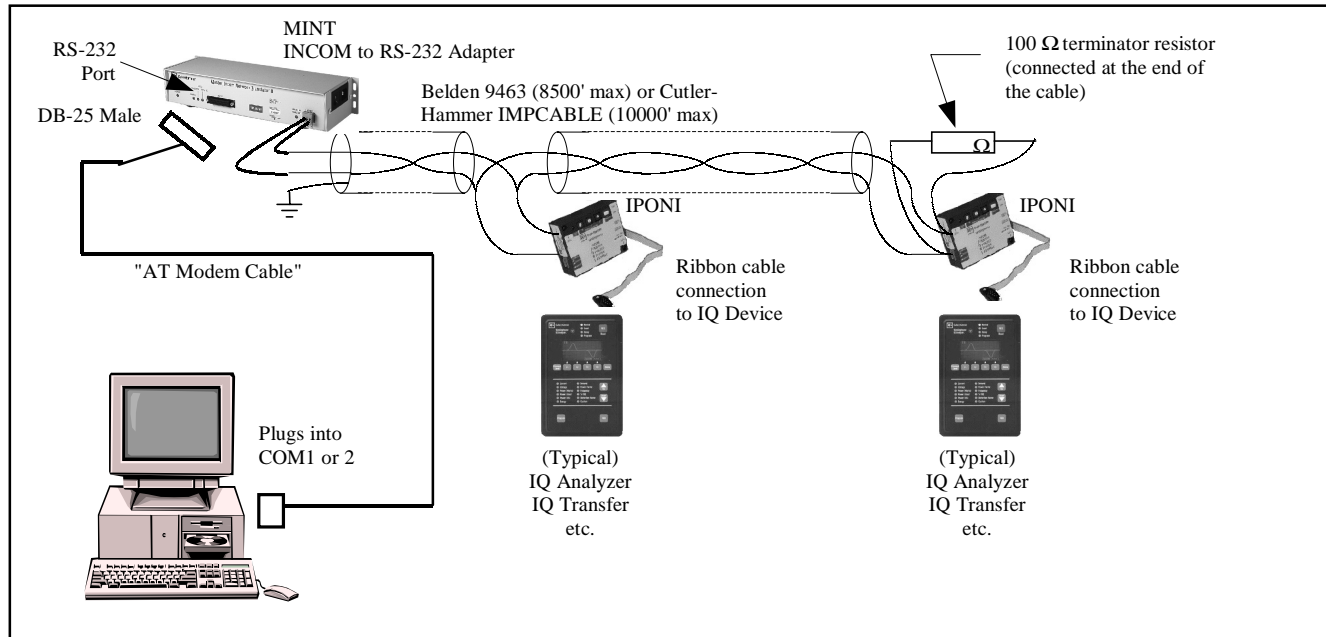 MINT
INCOM to RS-232 Adapter
RS-232
Port
DB-25 Male
Belden 9463 (8500' max) or Cutler-
Hammer IMPCABLE (10000' max)
100 Ω terminator resistor
(connected at the end of
the cable)
Ω
IPONI
IPONI
"AT Modem Cable"
Ribbon cable
connection
to IQ Device
Ribbon cable
connection
to IQ Device
Plugs into
COM1 or 2
(Typical)
IQ Analyzer
IQ Transfer
etc.
(Typical)
IQ Analyzer
IQ Transfer
etc.